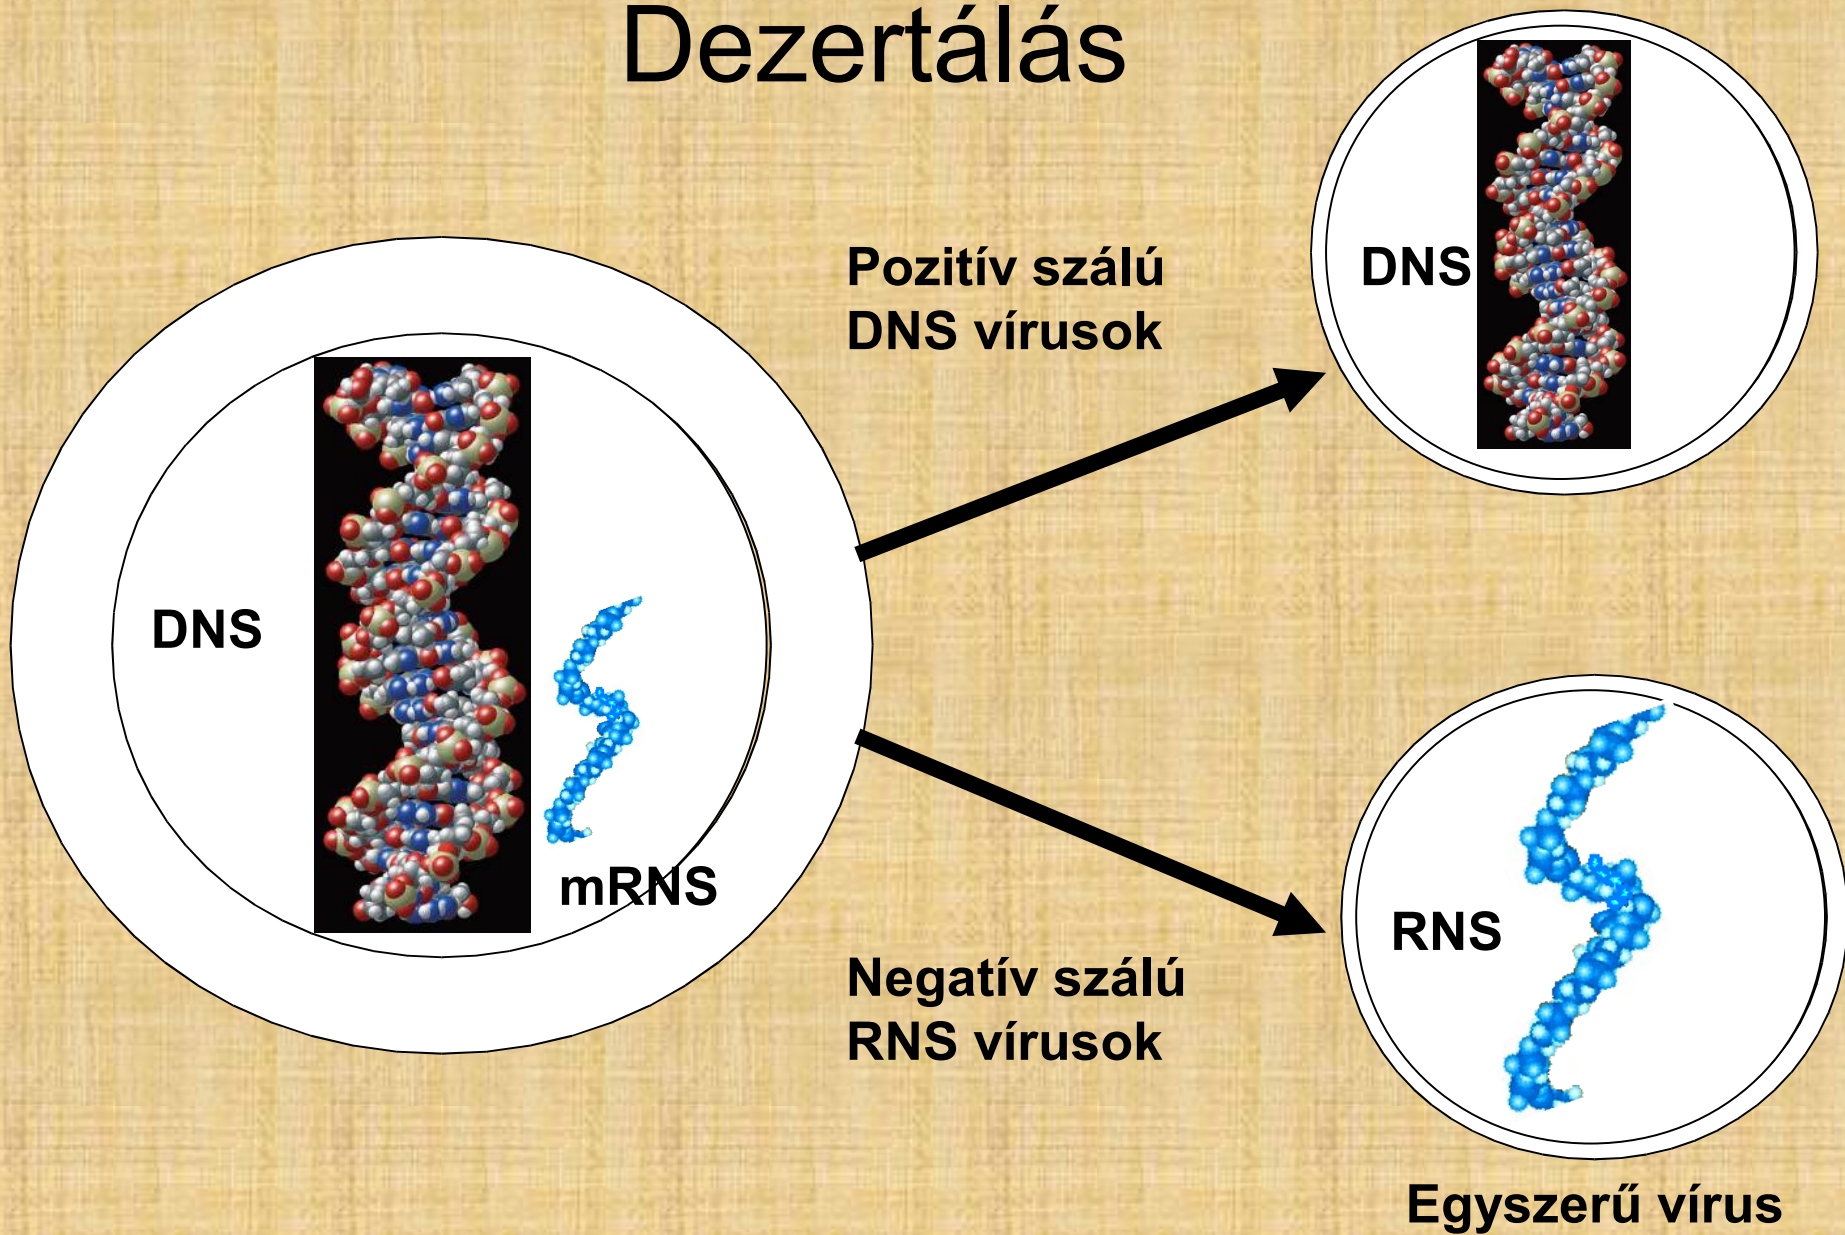 Dezertálás
Pozitív szálú
DNS vírusok
DNS
DNS
mRNS
RNS
Negatív szálú
RNS vírusok
Egyszerű vírus